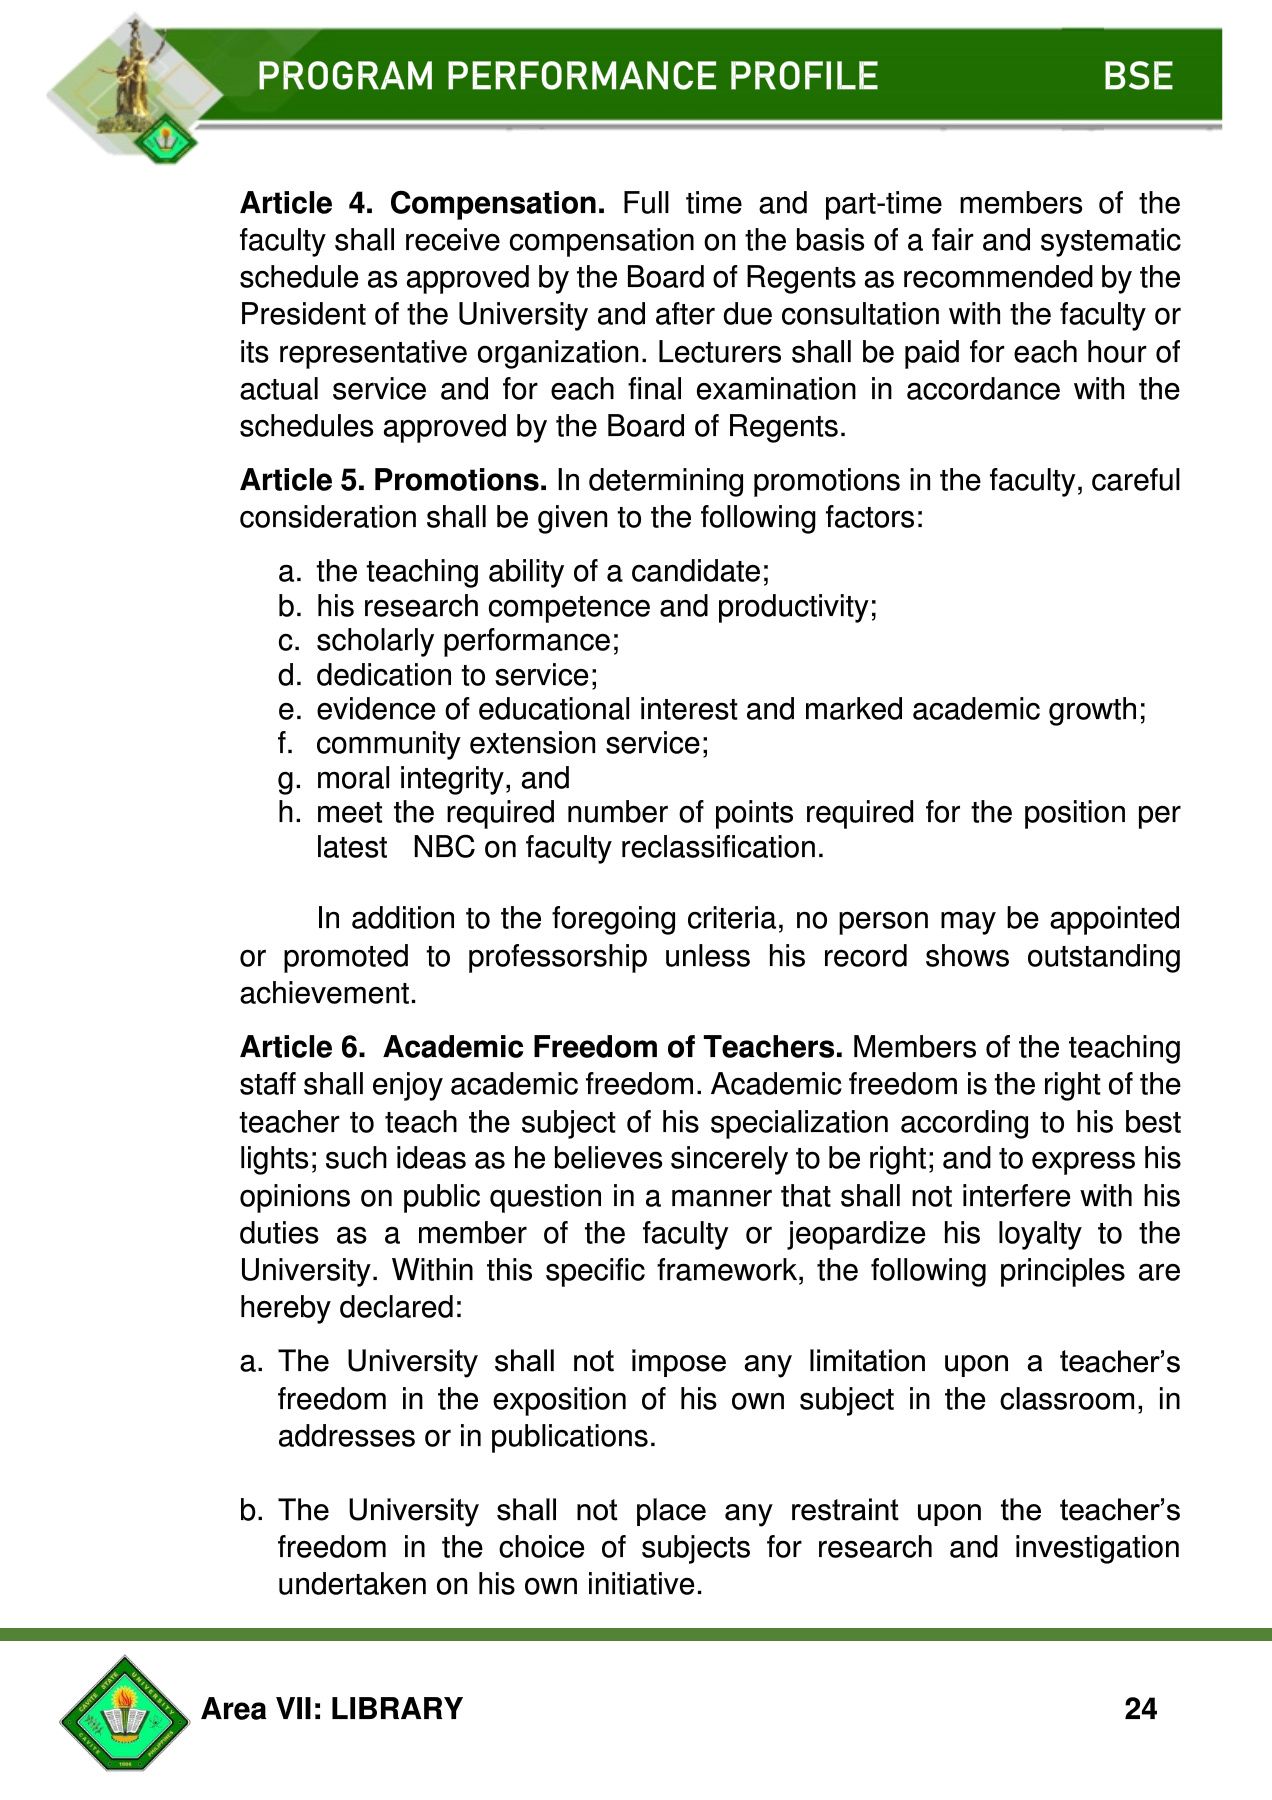 PROGRAM PERFORMANCE PROFILE BSE
Article 4. Compensation. Full time and part-time members of the
faculty shall receive compensation on the basis of a fair and systematic
schedule as approved by the Board of Regents as recommended by the
President of the University and after due consultation with the faculty or
its representative organization. Lecturers shall be paid for each hour of
actual service and for each final examination in accordance with the
schedules approved by the Board of Regents.
Article 5. Promotions. In determining promotions in the faculty, careful
consideration shall be given to the following factors:
a. the teaching ability of a candidate;
b. his research competence and productivity;
c. scholarly performance;
d. dedication to service;
e. evidence of educational interest and marked academic growth;
f. community extension service;
g. moral integrity, and
h. meet the required number of points required for the position per
latest NBC on faculty reclassification.
In addition to the foregoing criteria, no person may be appointed
or promoted to professorship unless his record shows outstanding
achievement.
Article 6. Academic Freedom of Teachers. Members of the teaching
staff shall enjoy academic freedom. Academic freedom is the right of the
teacher to teach the subject of his specialization according to his best
lights; such ideas as he believes sincerely to be right; and to express his
opinions on public question in a manner that shall not interfere with his
duties as a member of the faculty or jeopardize his loyalty to the
University. Within this specific framework, the following principles are
hereby declared:
a. The University shall not impose any limitation upon a teacher’s
freedom in the exposition of his own subject in the classroom, in
addresses or in publications.
b. The University shall not place any restraint upon the teacher’s
freedom in the choice of subjects for research and investigation
undertaken on his own initiative.
CAVITE STATE UNIVERSITY
CAVITE 1906 PHILIPPINES
Area VII: LIBRARY 24